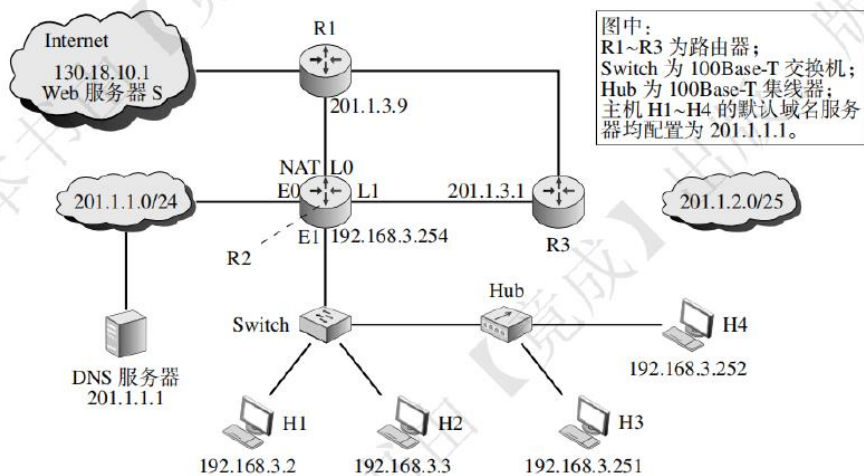 Internet
130.18.10.1
Web 服务器 S
R1
201.1.3.9
图中：
R1~R3 为路由器；
Switch 为 100Base-T 交换机；
Hub 为 100Base-T 集线器；
主机 H1~H4 的默认域名服务
器均配置为 201.1.1.1。
201.1.1.0/24
NAT L0
E0
L1
201.1.3.1
R3
201.1.2.0/25
E1
192.168.3.254
R2
Switch
Hub
H4
192.168.3.252
DNS 服务器
201.1.1.1
H1
192.168.3.2
H2
192.168.3.3
H3
192.168.3.251